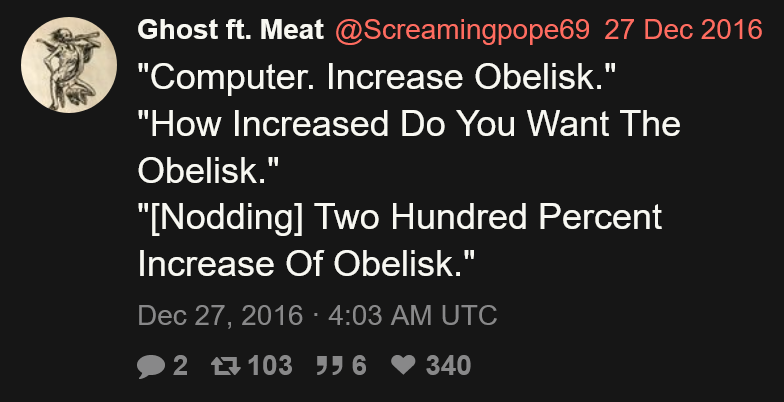 Ghost ft. Meat @Screamingpope69 27 Dec 2016
"Computer. Increase Obelisk."
"How Increased Do You Want The
Obelisk."
"[Nodding] Two Hundred Percent
Increase Of Obelisk."
Dec 27, 2016 · 4:03 AM UTC
2 103 6 340